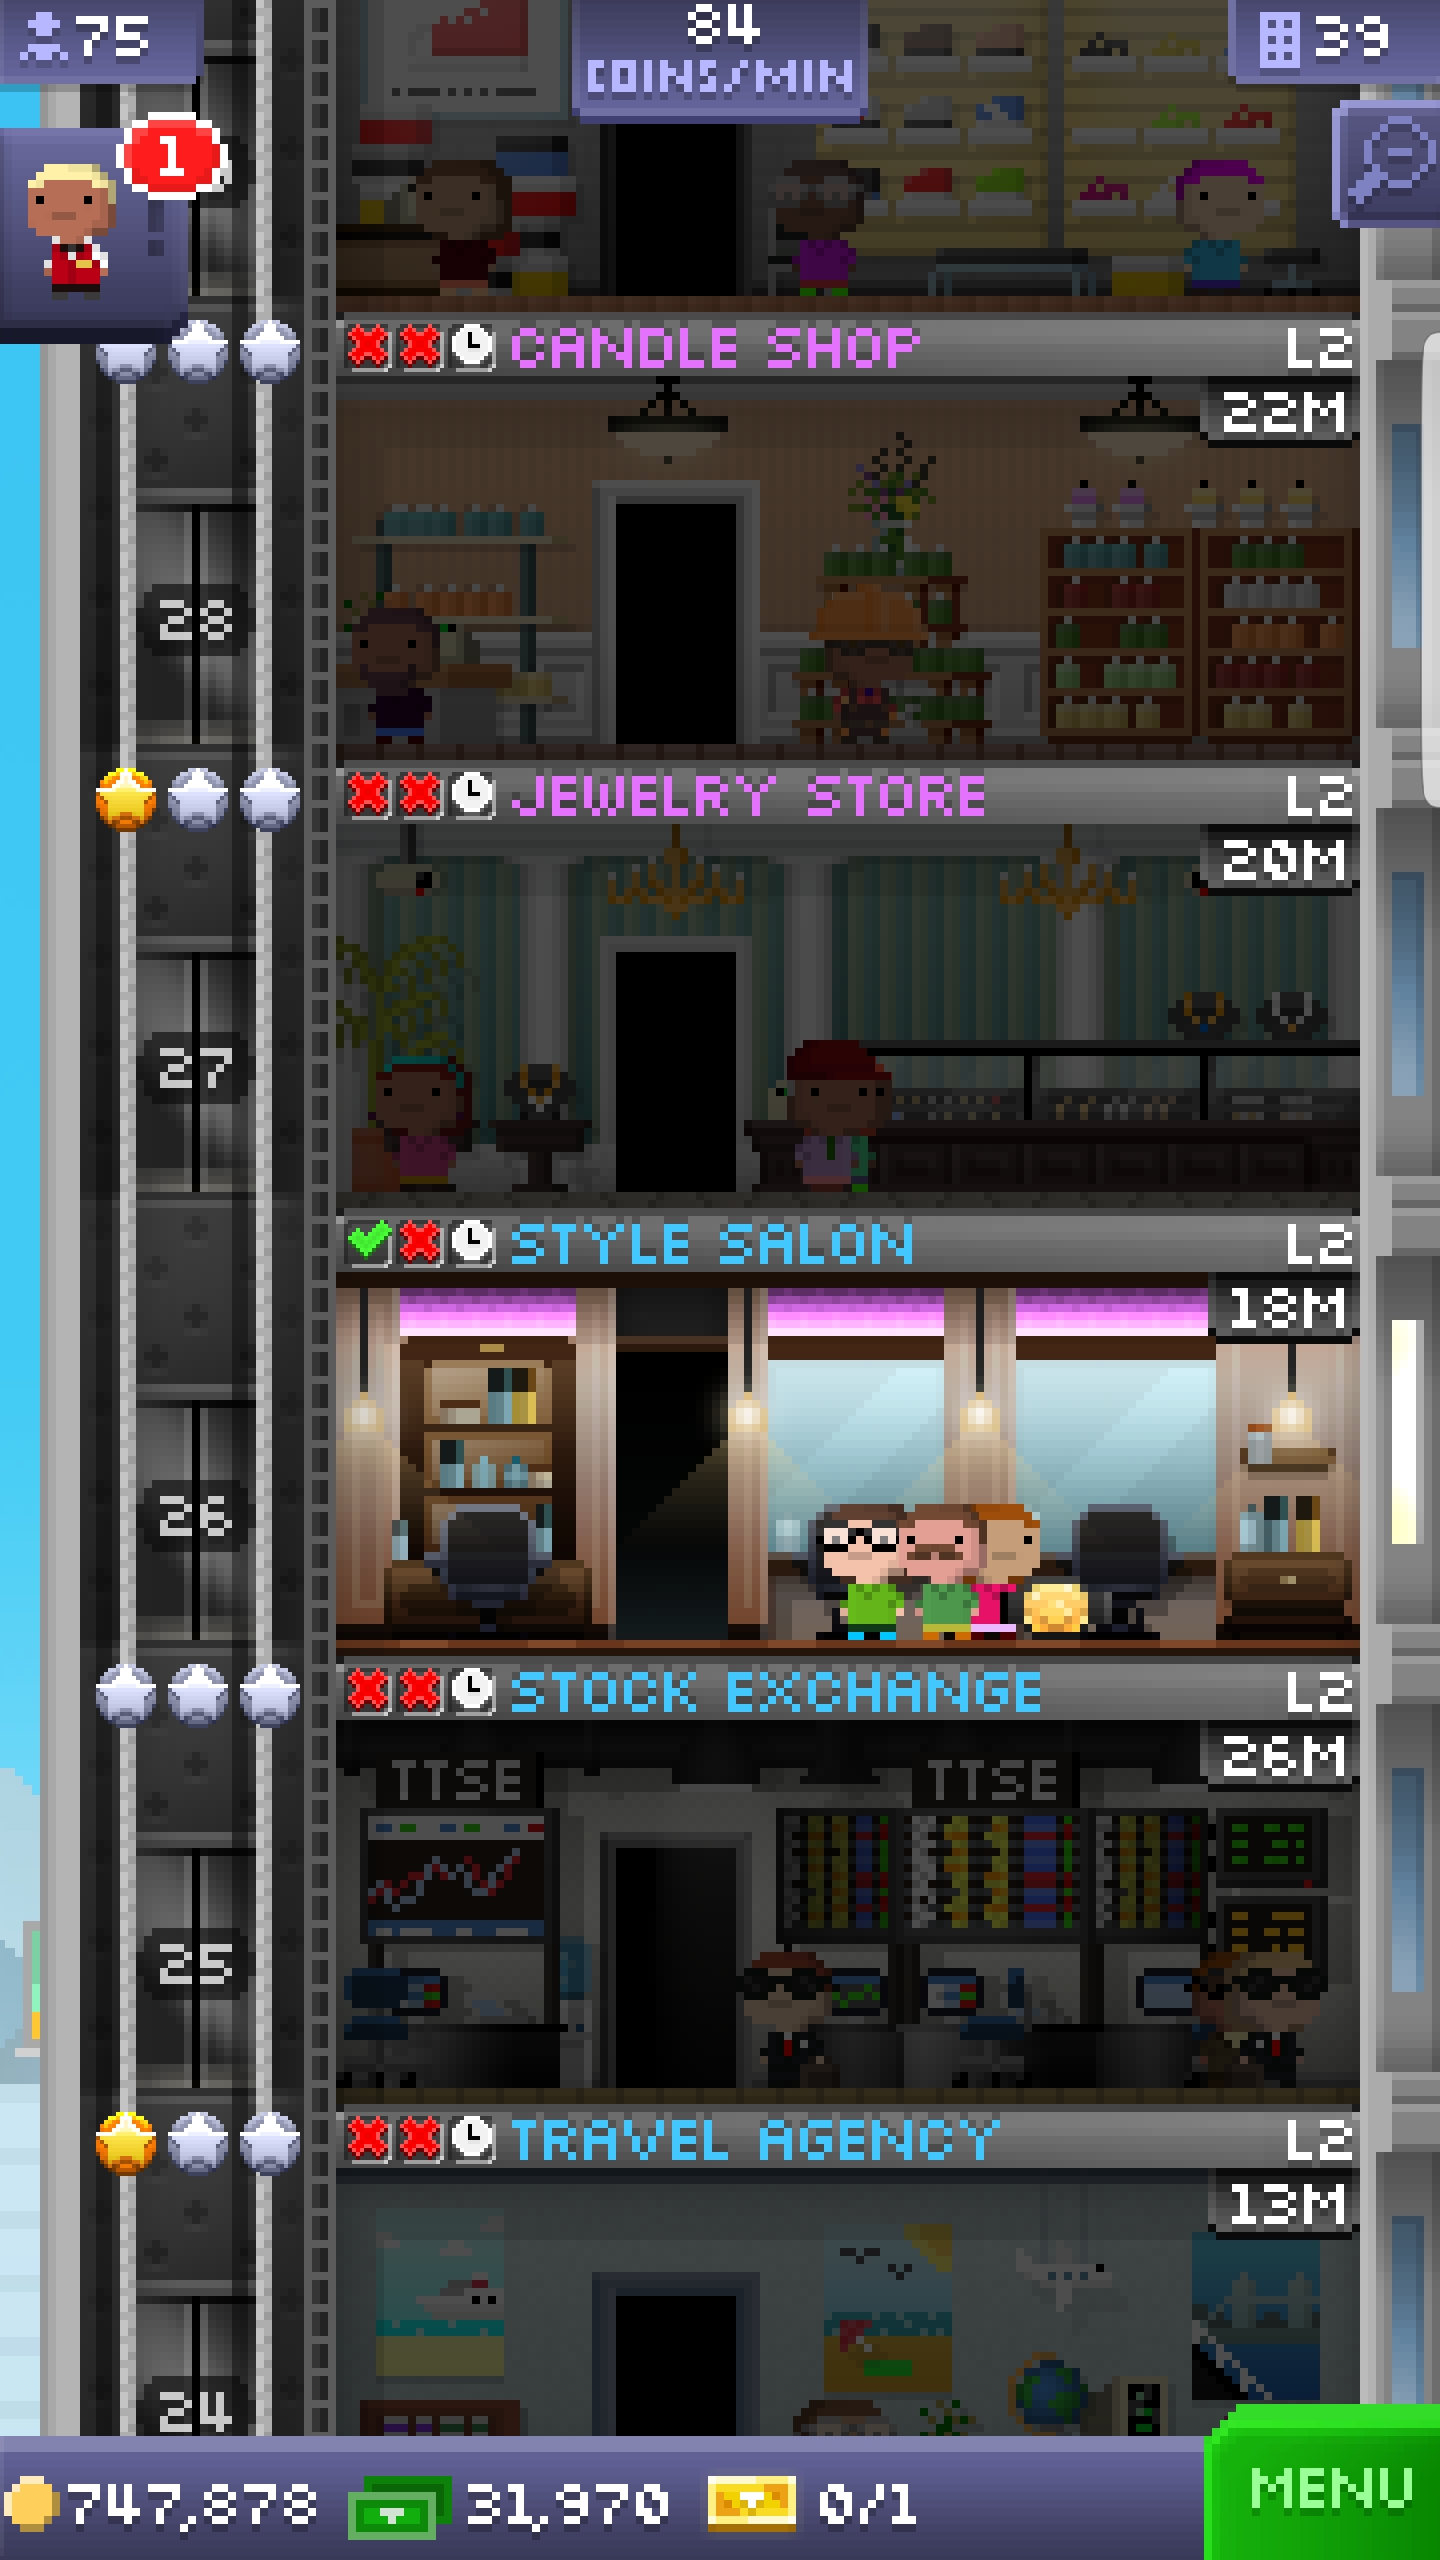 75
84
COINS/MIN
39
1
CANDLE SHOP L2
22M
28
JEWELRY STORE L2
20M
27
STYLE SALON L2
18M
26
STOCK EXCHANGE L2
26M
TTSE TTSE
25
TRAVEL AGENCY L2
13M
24
747,878 31,970 0/1
MENU